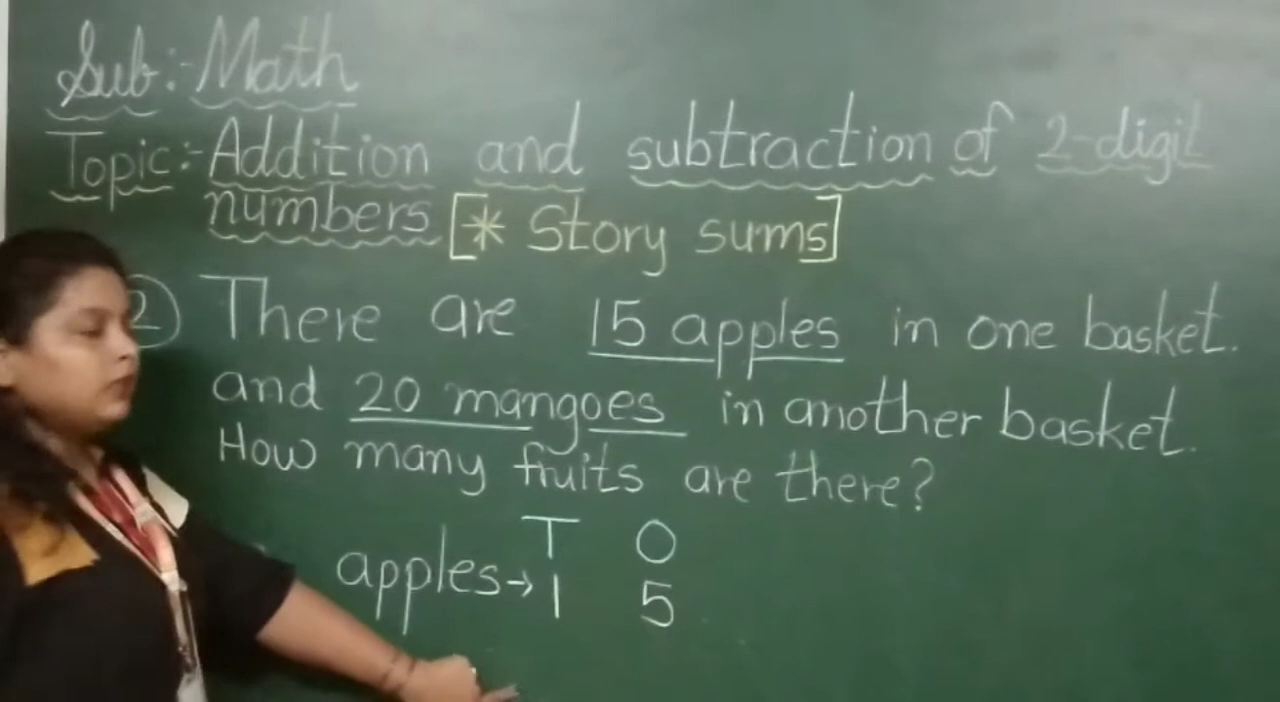 Sub:- Math
Topic:- Addition and subtraction of 2-digit
numbers [* Story sums]
2) There are 15 apples in one basket.
and 20 mangoes in another basket.
How many fruits are there?
T O
apples→ 1 5